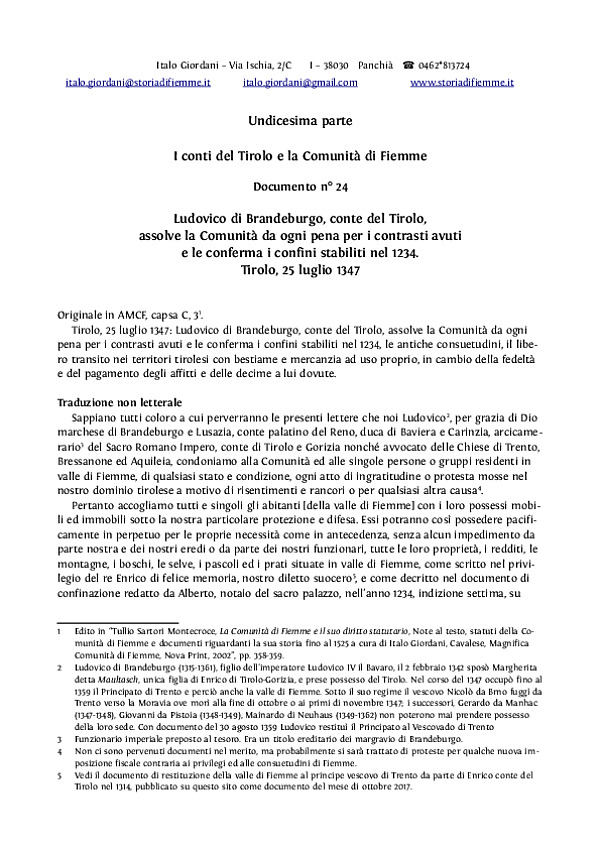 Italo Giordani – Via Ischia, 2/C I – 38030 Panchià ☎ 0462*813724
italo.giordani@storiadifiemme.it italo.giordani@gmail.com www.storiadifiemme.it
Undicesima parte
I conti del Tirolo e la Comunità di Fiemme
Documento n° 24
Ludovico di Brandeburgo, conte del Tirolo,
assolve la Comunità da ogni pena per i contrasti avuti
e le conferma i confini stabiliti nel 1234.
Tirolo, 25 luglio 1347
Originale in AMCF, capsa C, 3¹.
Tirolo, 25 luglio 1347: Ludovico di Brandeburgo, conte del Tirolo, assolve la Comunità da ogni
pena per i contrasti avuti e le conferma i confini stabiliti nel 1234, le antiche consuetudini, il libe-
ro transito nei territori tirolesi con bestiame e mercanzia ad uso proprio, in cambio della fedeltà
e del pagamento degli affitti e delle decime a lui dovute.
Traduzione non letterale
Sappiano tutti coloro a cui perverranno le presenti lettere che noi Ludovico², per grazia di Dio
marchese di Brandeburgo e Lusazia, conte palatino del Reno, duca di Baviera e Carinzia, arcicame-
rario³ del Sacro Romano Impero, conte di Tirolo e Gorizia nonché avvocato delle Chiese di Trento,
Bressanone ed Aquileia, condoniamo alla Comunità ed alle singole persone o gruppi residenti in
valle di Fiemme, di qualsiasi stato e condizione, ogni atto di ingratitudine o protesta mosse nel
nostro dominio tirolese a motivo di risentimenti e rancori o per qualsiasi altra causa⁴.
Pertanto accogliamo tutti e singoli gli abitanti [della valle di Fiemme] con i loro possessi mobi-
li ed immobili sotto la nostra particolare protezione e difesa. Essi potranno così possedere pacifi-
camente in perpetuo per le proprie necessità come in antecedenza, senza alcun impedimento da
parte nostra e dei nostri eredi o da parte dei nostri funzionari, tutte le loro proprietà, i redditi, le
montagne, i boschi, le selve, i pascoli ed i prati situate in valle di Fiemme, come scritto nel privi-
legio del re Enrico di felice memoria, nostro diletto suocero⁵, e come decritto nel documento di
confinazione redatto da Alberto, notaio del sacro palazzo, nell'anno 1234, indizione settima, su
1 Edito in "Tullio Sartori Montecroce, La Comunità di Fiemme e il suo diritto statutario, Note al testo, statuti della Co-
munità di Fiemme e documenti riguardanti la sua storia fino al 1525 a cura di Italo Giordani, Cavalese, Magnifica
Comunità di Fiemme, Nova Print, 2002", pp. 358-359.
2 Ludovico di Brandeburgo (1315-1361), figlio dell'imperatore Ludovico IV il Bavaro, il 2 febbraio 1342 sposò Margherita
detta Maultasch, unica figlia di Enrico di Tirolo-Gorizia, e prese possesso del Tirolo. Nel corso del 1347 occupò fino al
1359 il Principato di Trento e perciò anche la valle di Fiemme. Sotto il suo regime il vescovo Nicolò da Brno fuggì da
Trento verso la Moravia ove morì alla fine di ottobre o ai primi di novembre 1347; i successori, Gerardo da Manhac
(1347-1348), Giovanni da Pistoia (1348-1349), Mainardo di Neuhaus (1349-1362) non poterono mai prendere possesso
della loro sede. Con documento del 30 agosto 1359 Ludovico restituì il Principato al Vescovado di Trento
3 Funzionario imperiale preposto al tesoro. Era un titolo ereditario dei margravio di Brandeburgo.
4 Non ci sono pervenuti documenti nel merito, ma probabilmente si sarà trattato di proteste per qualche nuova im-
posizione fiscale contraria ai privilegi ed alle consuetudini di Fiemme.
5 Vedi il documento di restituzione della valle di Fiemme al principe vescovo di Trento da parte di Enrico conte del
Tirolo nel 1314, pubblicato su questo sito come documento del mese di ottobre 2017.